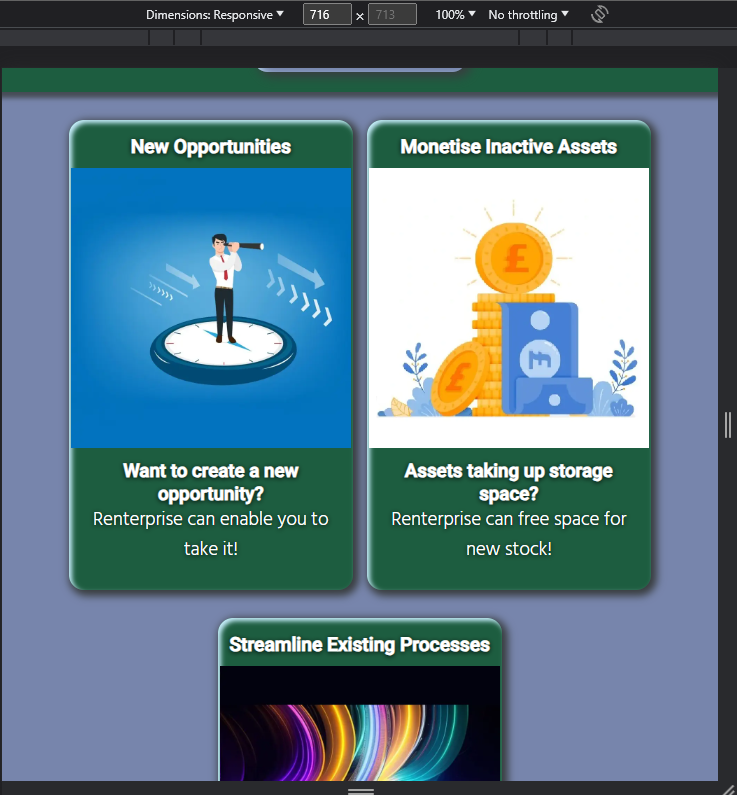 Dimensions: Responsive 716 x 713 100% No throttling
New Opportunities
Monetise Inactive Assets
£
£
Want to create a new
opportunity?
Renterprise can enable you to
take it!
Assets taking up storage
space?
Renterprise can free space for
new stock!
Streamline Existing Processes